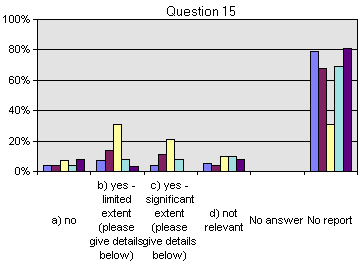 Question 15
100%
80%
60%
40%
20%
0%
a) no
b) yes -
limited
extent
(please
give details
below)
c) yes -
significant
extent
(please
give details
below)
d) not
relevant
No answer
No report